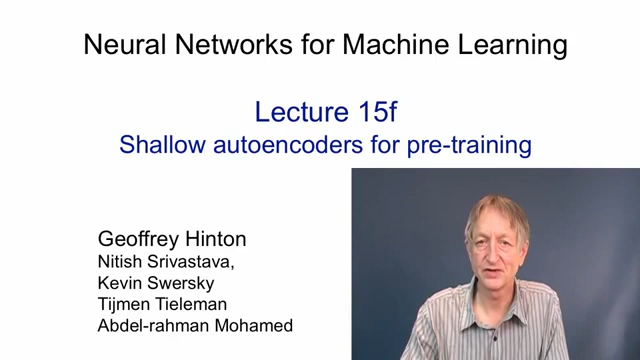 Neural Networks for Machine Learning
Lecture 15f
Shallow autoencoders for pre-training
Geoffrey Hinton
Nitish Srivastava,
Kevin Swersky
Tijmen Tieleman
Abdel-rahman Mohamed